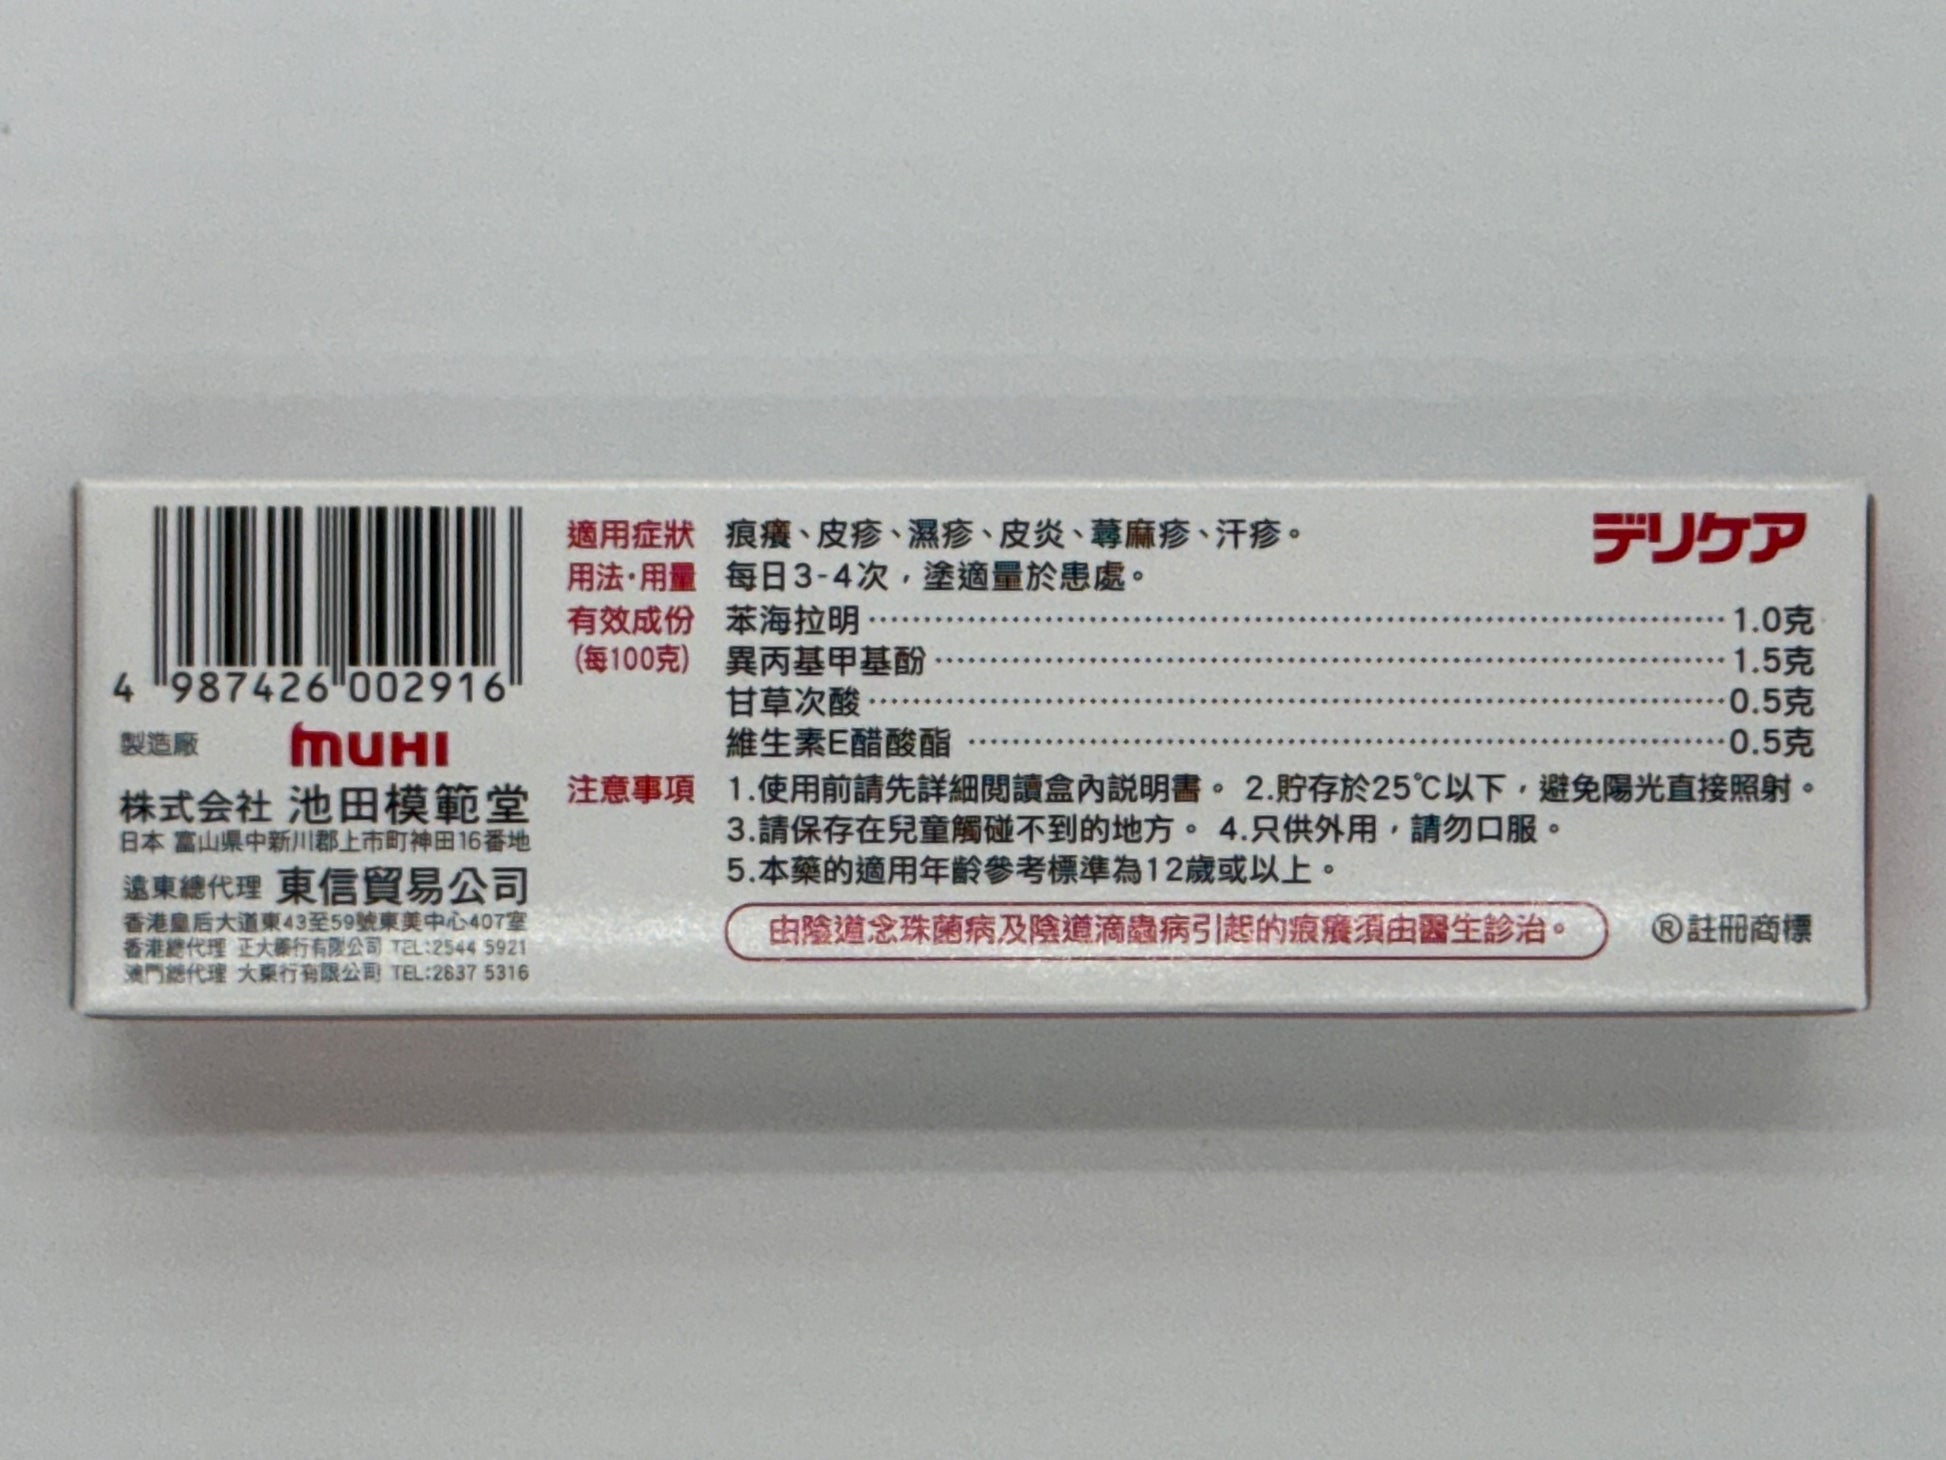 4 987426 002916
製造廠 muHI
株式会社 池田模範堂
日本 富山県中新川郡上市町神田16番地
遠東總代理 東信貿易公司
香港皇后大道東43至59號東美中心407室
香港總代理 正大藥行有限公司 TEL:2544 5921
澳門總代理 大藥行有限公司 TEL:2837 5316
デリケア
適用症狀 痕癢、皮疹、濕疹、皮炎、蕁麻疹、汗疹。
用法·用量 每日3-4次，塗適量於患處。
有效成份 苯海拉明 1.0克
(每100克) 異丙基甲基酚 1.5克
甘草次酸 0.5克
維生素E醋酸酯 0.5克
注意事項 1.使用前請先詳細閱讀盒內説明書。 2.貯存於25℃以下，避免陽光直接照射。
3.請保存在兒童觸碰不到的地方。 4.只供外用，請勿口服。
5.本藥的適用年齡參考標準為12歲或以上。
由陰道念珠菌病及陰道滴蟲病引起的痕癢須由醫生診治。
®註冊商標